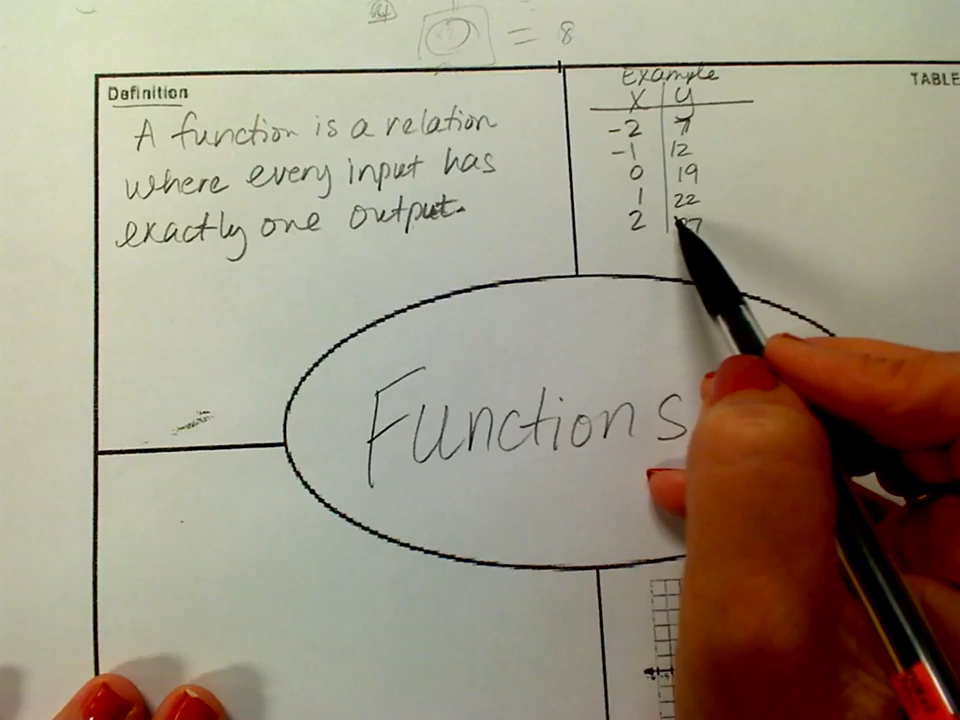 = 8
Definition
A function is a relation
where every input has
exactly one output.
Example
TABLE
X Y
-2 7
-1 12
0 19
1 22
2
Functions